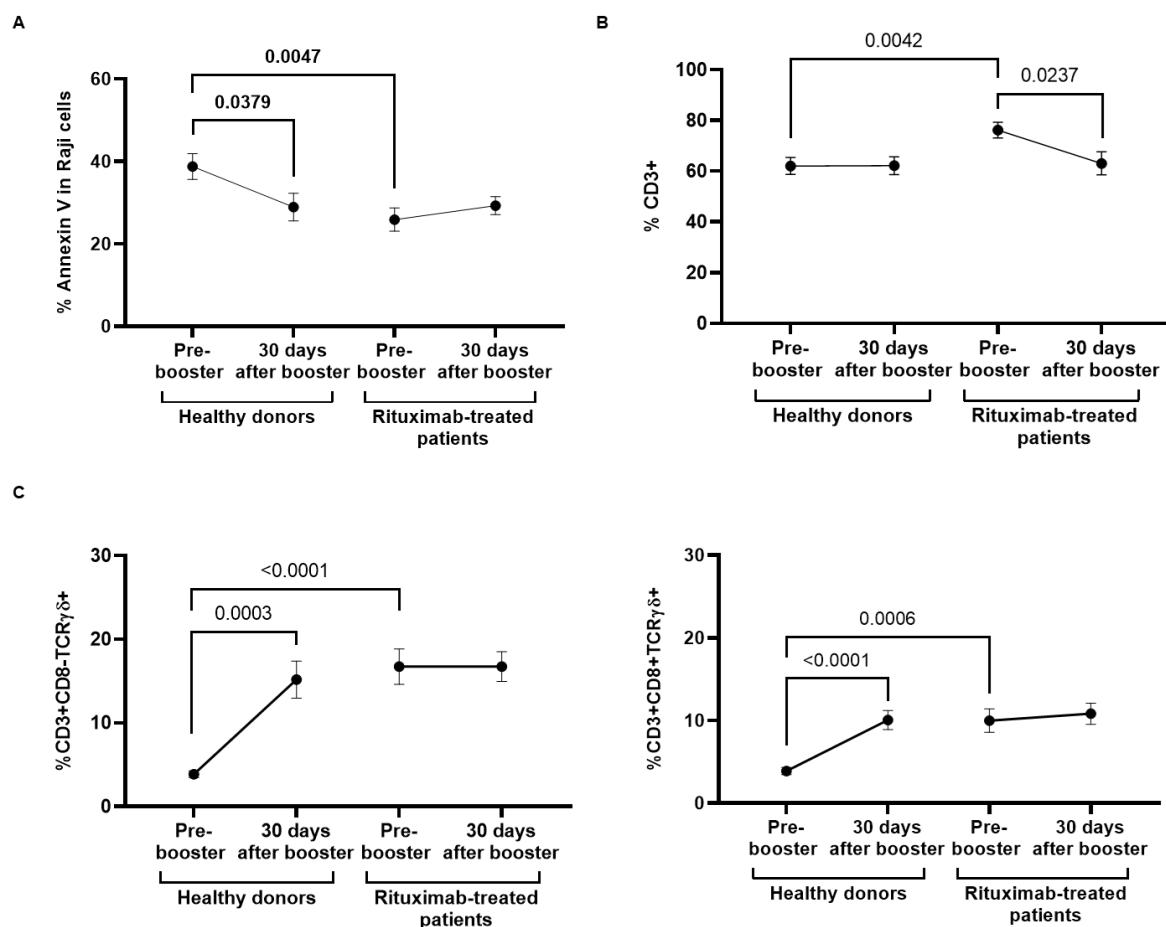 A
% Annexin V in Raji cells
60
40
20
0
0.0047
0.0379
Pre-
booster
30 days
after booster
Pre-
booster
30 days
after booster
Healthy donors
Rituximab-treated
patients
B
% CD3+
100
80
60
40
20
0
0.0042
0.0237
Pre-
booster
30 days
after booster
Pre-
booster
30 days
after booster
Healthy donors
Rituximab-treated
patients
C
%CD3+CD8-TCRγδ+
30
20
10
0
<0.0001
0.0003
Pre-
booster
30 days
after booster
Pre-
booster
30 days
after booster
Healthy donors
Rituximab-treated
patients
%CD3+CD8+TCRγδ+
30
20
10
0
0.0006
<0.0001
Pre-
booster
30 days
after booster
Pre-
booster
30 days
after booster
Healthy donors
Rituximab-treated
patients